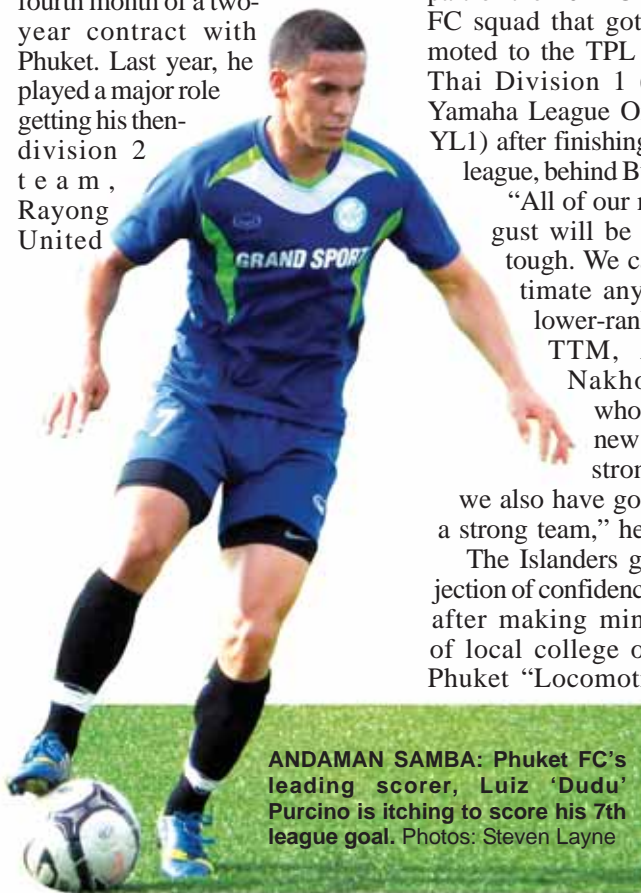 fourth month of a two-
year contract with
Phuket. Last year, he
played a major role
getting his then-
division 2
team,
Rayong
United
FC squad that got
moted to the TPL
Thai Division 1
Yamaha League O
YL1) after finishing
league, behind B
“All of our
gust will be
tough. We c
timate any
lower-ran
TTM,
Nakho
who
new
stron
we also have go
a strong team,” he
The Islanders g
jection of confidenc
after making min
of local college o
Phuket “Locomoti
GRAND SPORT
7
ANDAMAN SAMBA: Phuket FC’s
leading scorer, Luiz ‘Dudu’
Purcino is itching to score his 7th
league goal. Photos: Steven Layne